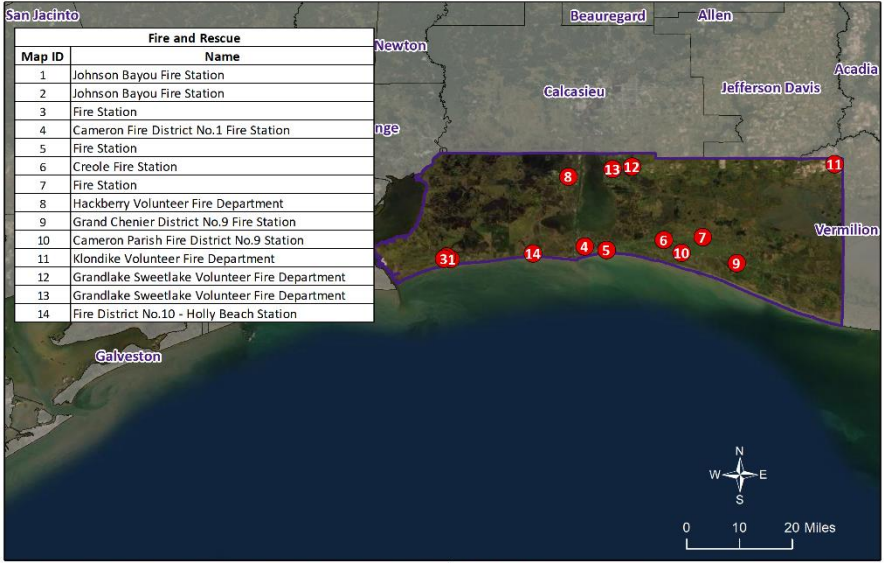 San Jacinto
Beauregard
Allen
Fire and Rescue
Map ID Name
1 Johnson Bayou Fire Station
2 Johnson Bayou Fire Station
3 Fire Station
4 Cameron Fire District No.1 Fire Station
5 Fire Station
6 Creole Fire Station
7 Fire Station
8 Hackberry Volunteer Fire Department
9 Grand Chenier District No.9 Fire Station
10 Cameron Parish Fire District No.9 Station
11 Klondike Volunteer Fire Department
12 Grandlake Sweetlake Volunteer Fire Department
13 Grandlake Sweetlake Volunteer Fire Department
14 Fire District No.10 - Holly Beach Station
Newton
Acadia
Calcasieu
Jefferson Davis
nge
8
13
12
11
Vermilion
31
14
4
5
6
7
10
9
Galveston
N
W E
S
0 10 20 Miles